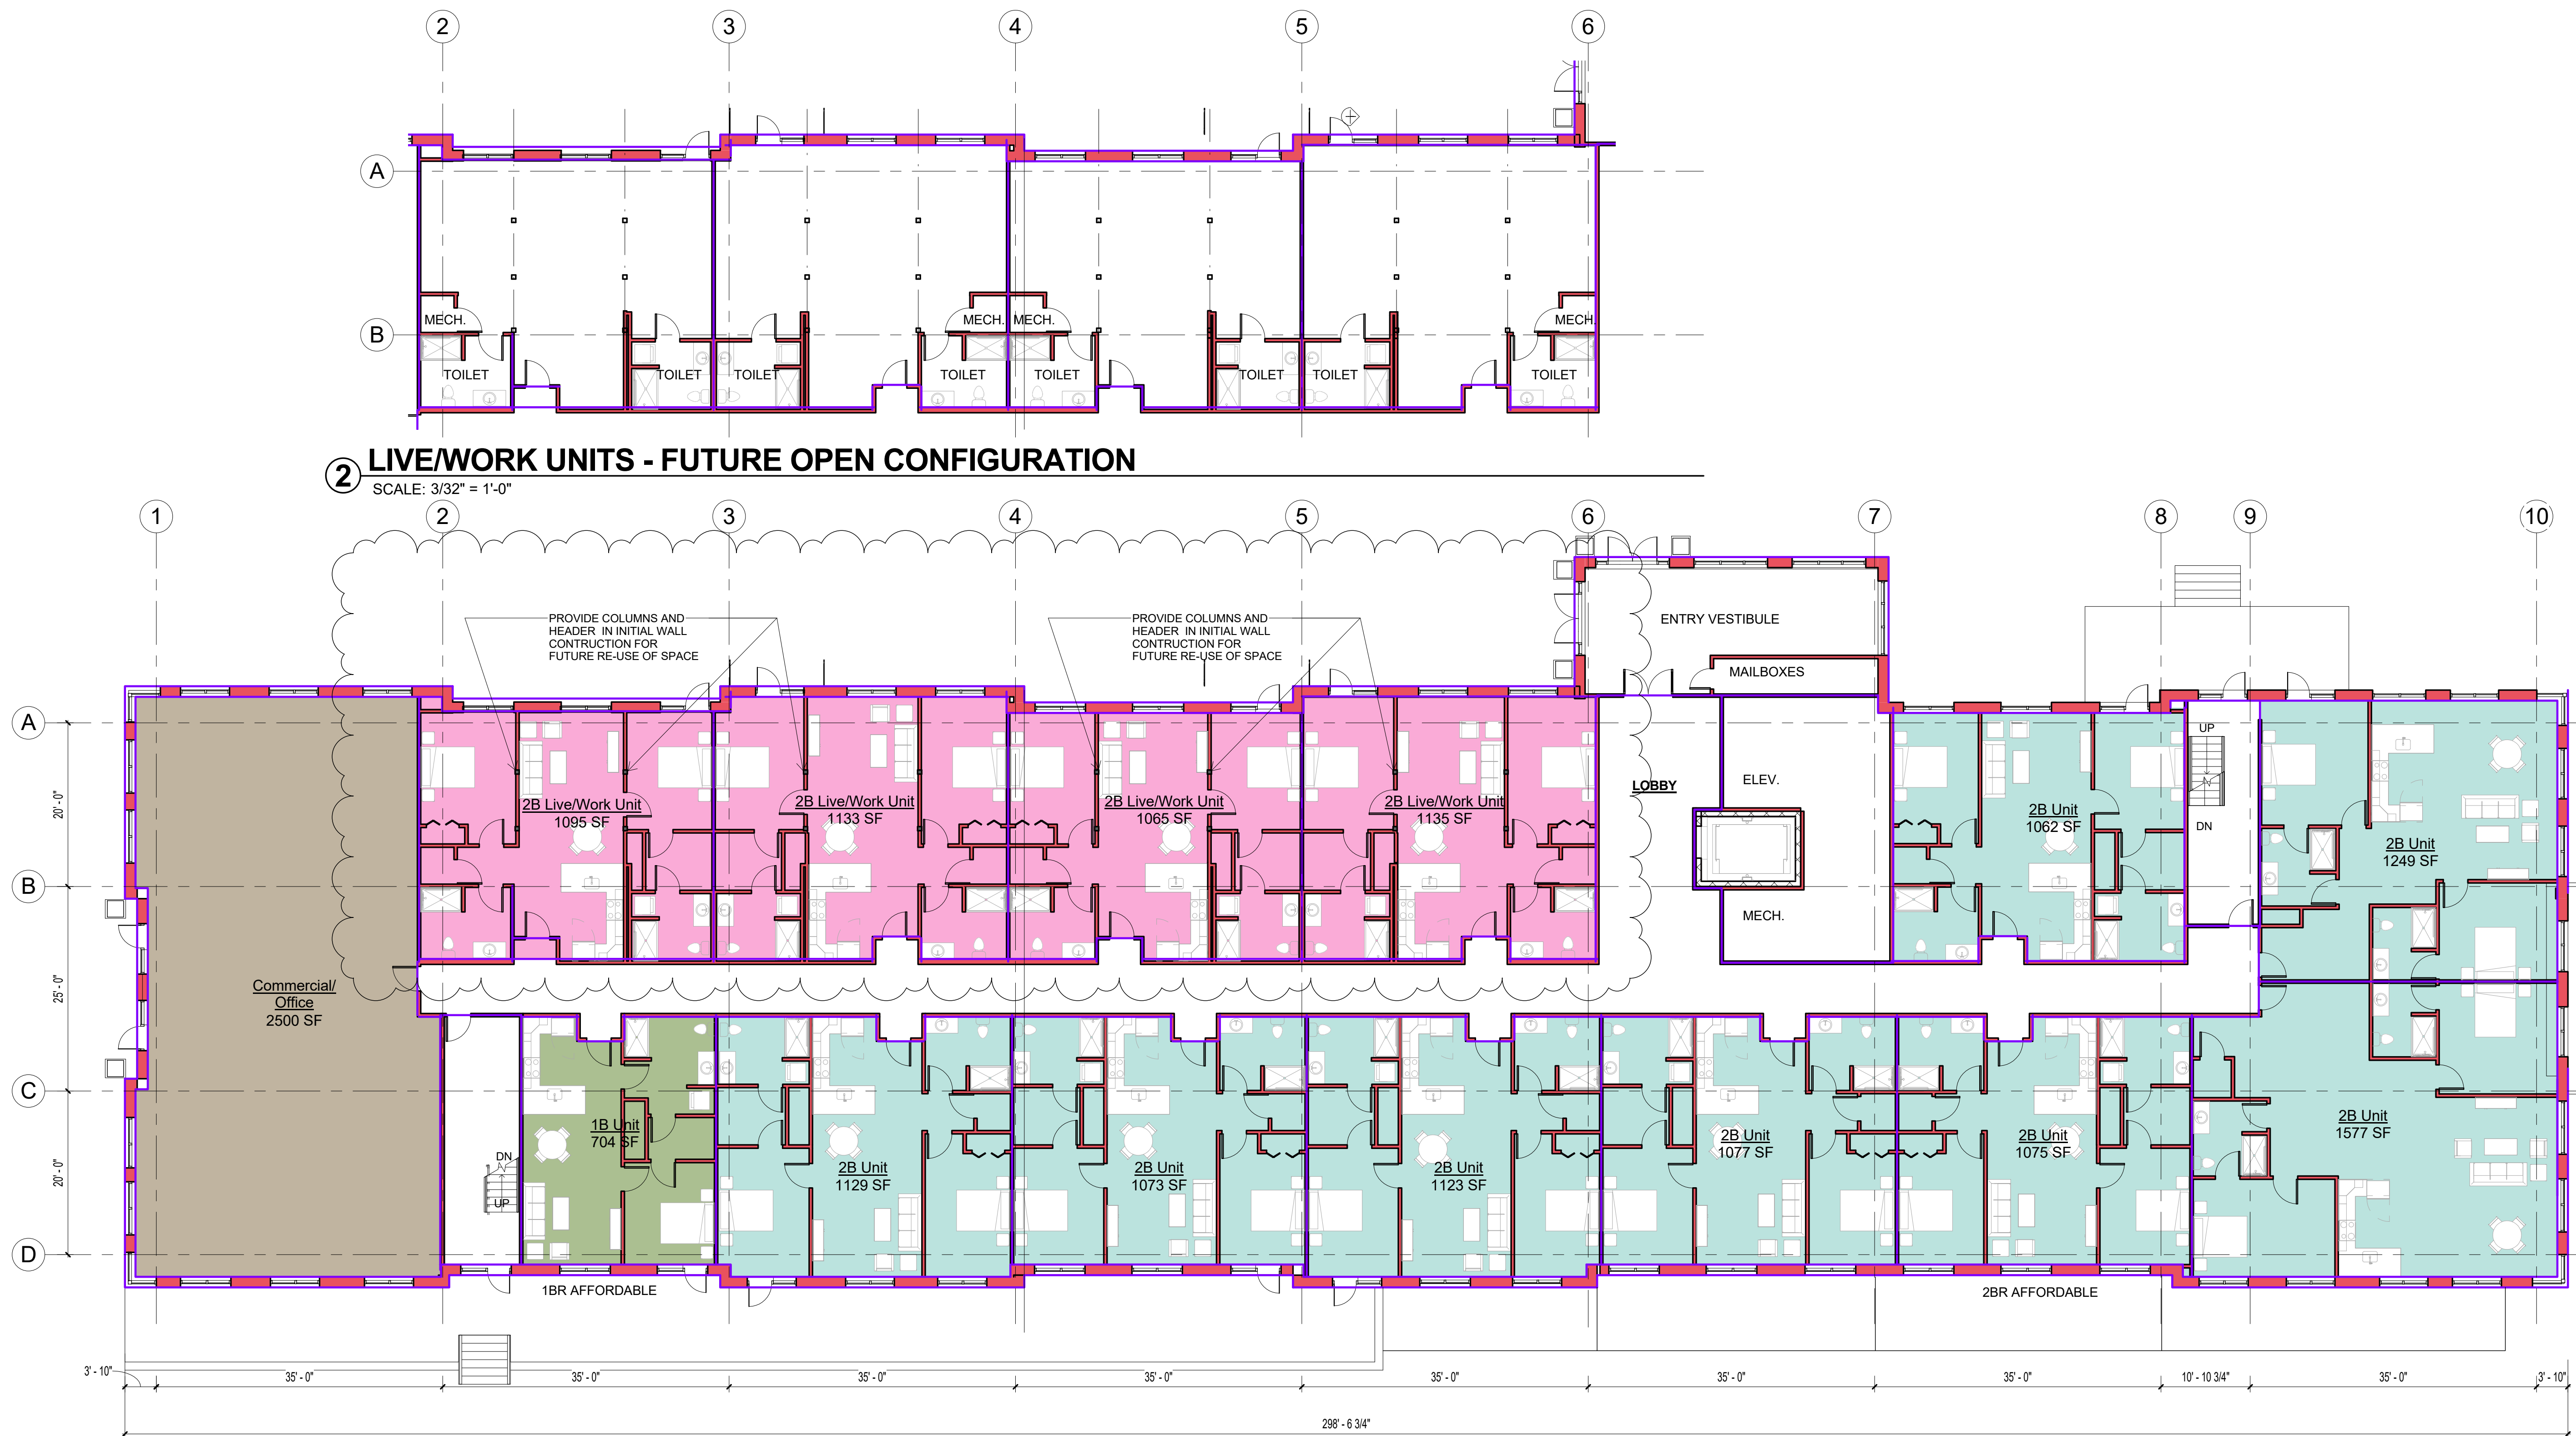 2 3 4 5 6
A
B
MECH. MECH. MECH. MECH.
TOILET TOILET TOILET TOILET TOILET TOILET TOILET TOILET
2 LIVE/WORK UNITS - FUTURE OPEN CONFIGURATION
SCALE: 3/32" = 1'-0"
1 2 3 4 5 6 7 8 9 10
PROVIDE COLUMNS AND
HEADER IN INITIAL WALL
CONTRUCTION FOR
FUTURE RE-USE OF SPACE
PROVIDE COLUMNS AND
HEADER IN INITIAL WALL
CONTRUCTION FOR
FUTURE RE-USE OF SPACE
ENTRY VESTIBULE
MAILBOXES
A
B
C
D
20' - 0"
25' - 0"
20' - 0"
Commercial/
Office
2500 SF
2B Live/Work Unit
1095 SF
2B Live/Work Unit
1133 SF
2B Live/Work Unit
1065 SF
2B Live/Work Unit
1135 SF
LOBBY
ELEV.
MECH.
2B Unit
1062 SF
UP
DN
2B Unit
1249 SF
DN
UP
1B Unit
704 SF
2B Unit
1129 SF
2B Unit
1073 SF
2B Unit
1123 SF
2B Unit
1077 SF
2B Unit
1075 SF
2B Unit
1577 SF
1BR AFFORDABLE
2BR AFFORDABLE
3' - 10" 35' - 0" 35' - 0" 35' - 0" 35' - 0" 35' - 0" 35' - 0" 35' - 0" 10' - 10 3/4" 35' - 0" 3' - 10"
298' - 6 3/4"